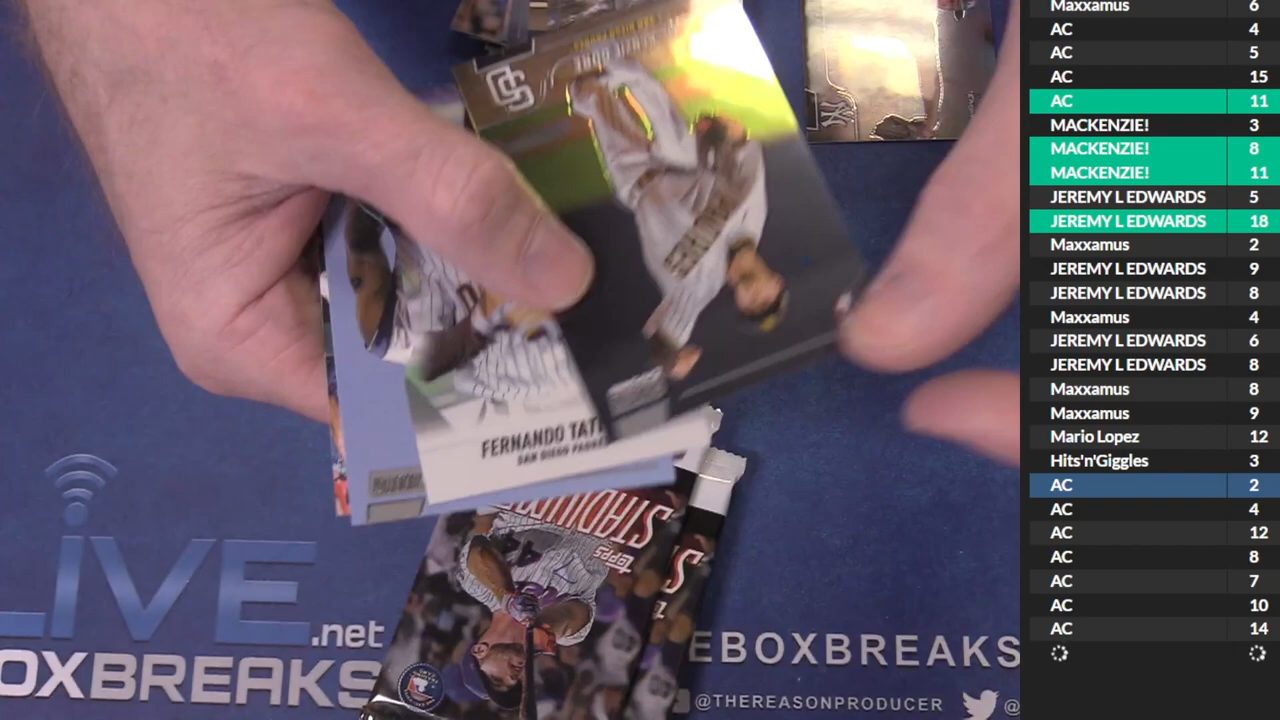 Maxxamus 6
AC 4
AC 5
AC 15
AC 11
MACKENZIE! 3
MACKENZIE! 8
MACKENZIE! 11
JEREMY L EDWARDS 5
JEREMY L EDWARDS 18
Maxxamus 2
JEREMY L EDWARDS 9
JEREMY L EDWARDS 8
Maxxamus 4
JEREMY L EDWARDS 6
JEREMY L EDWARDS 8
Maxxamus 8
Maxxamus 9
Mario Lopez 12
Hits'n'Giggles 3
AC 2
AC 4
AC 12
AC 8
AC 7
AC 10
AC 14
PADRES
FERNANDO TATI
SAN DIEGO PADRE
STADIUM
topps
44
LIVE
.net
OXBREAKS
EBOXBREAKS
@THEREASONPRODUCER
@